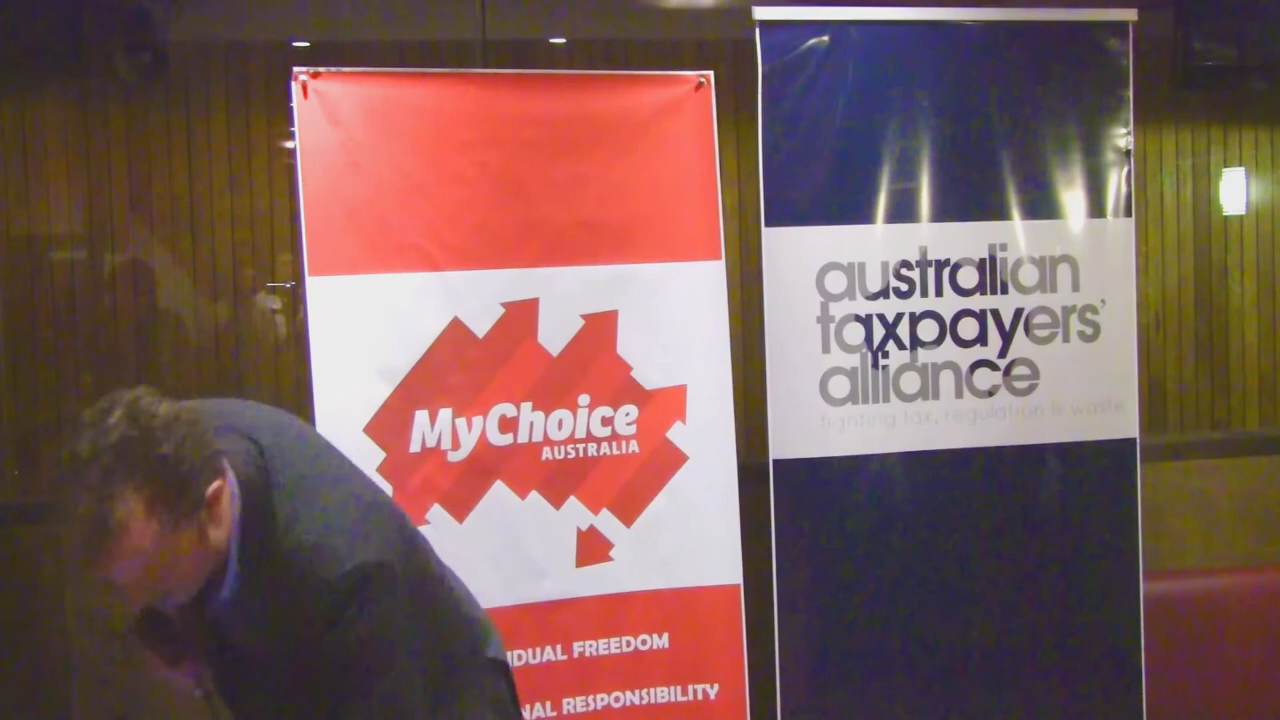 MyChoice
AUSTRALIA
IDUAL FREEDOM
NAL RESPONSIBILITY
australian
taxpayers'
alliance
fighting tax, regulation & waste